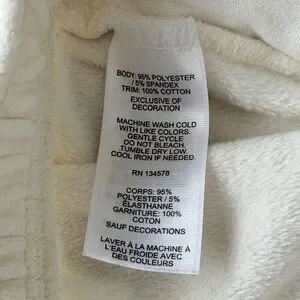 BODY: 95% POLYESTER
/ 5% SPANDEX
TRIM: 100% COTTON
EXCLUSIVE OF
DECORATION
MACHINE WASH COLD
WITH LIKE COLORS.
GENTLE CYCLE
DO NOT BLEACH.
TUMBLE DRY LOW.
COOL IRON IF NEEDED.
RN 134578
CORPS: 95%
POLYESTER / 5%
ÉLASTHANNE
GARNITURE: 100%
COTON
SAUF DÉCORATIONS
LAVER À LA MACHINE À
L'EAU FROIDE AVEC
DES COULEURS